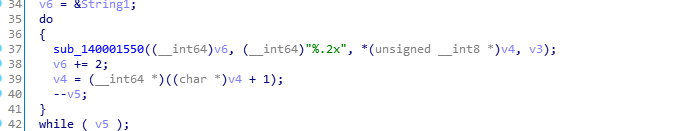 34 v6 = &String1;
35 do
36 {
37 sub_140001550((__int64)v6, (__int64)"%.2x", *(unsigned __int8 *)v4, v3);
38 v6 += 2;
39 v4 = (__int64 *)((char *)v4 + 1);
40 --v5;
41 }
42 while ( v5 );